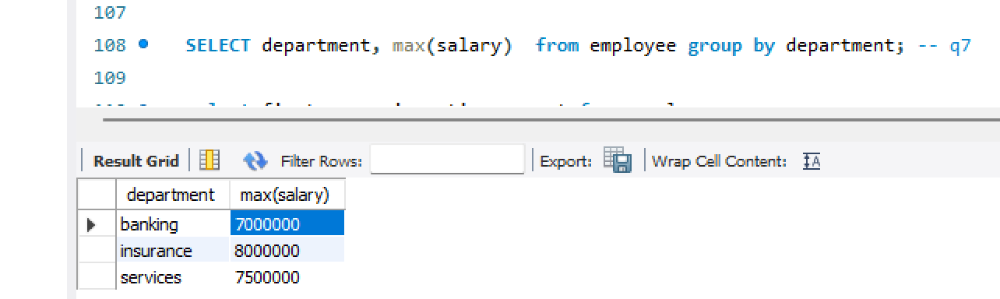 107
108 SELECT department, max(salary)  from employee group by department; -- q7
109
Result Grid Filter Rows: Export: Wrap Cell Content: IA
department max(salary)
banking 7000000
insurance 8000000
services 7500000